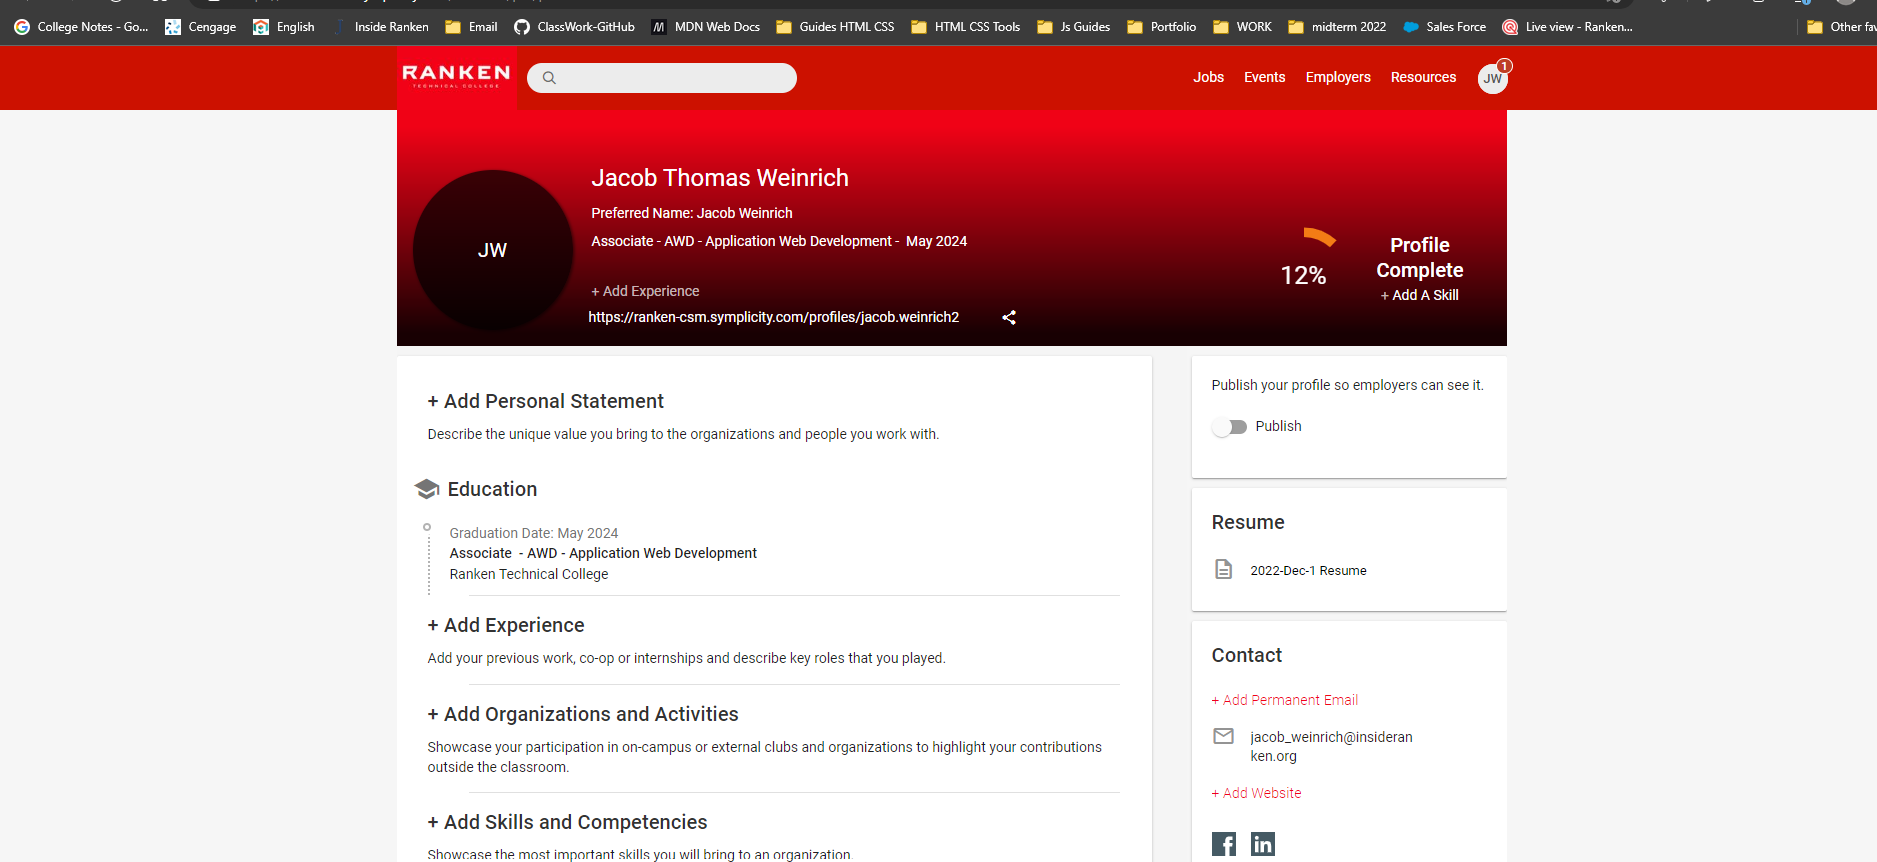 College Notes - Go...
Cengage
English
Inside Ranken
Email
ClassWork-GitHub
MDN Web Docs
Guides HTML CSS
HTML CSS Tools
Js Guides
Portfolio
WORK
midterm 2022
Sales Force
Live view - Ranken...
Other fav
RANKEN
TECHNICAL COLLEGE
Jobs
Events
Employers
Resources
JW
1
JW
Jacob Thomas Weinrich
Preferred Name: Jacob Weinrich
Associate - AWD - Application Web Development - May 2024
+ Add Experience
https://ranken-csm.symplicity.com/profiles/jacob.weinrich2
12%
Profile
Complete
+ Add A Skill
+ Add Personal Statement
Describe the unique value you bring to the organizations and people you work with.
Education
Graduation Date: May 2024
Associate - AWD - Application Web Development
Ranken Technical College
+ Add Experience
Add your previous work, co-op or internships and describe key roles that you played.
+ Add Organizations and Activities
Showcase your participation in on-campus or external clubs and organizations to highlight your contributions
outside the classroom.
+ Add Skills and Competencies
Showcase the most important skills you will bring to an organization.
Publish your profile so employers can see it.
Publish
Resume
2022-Dec-1 Resume
Contact
+ Add Permanent Email
jacob_weinrich@insideran
ken.org
+ Add Website